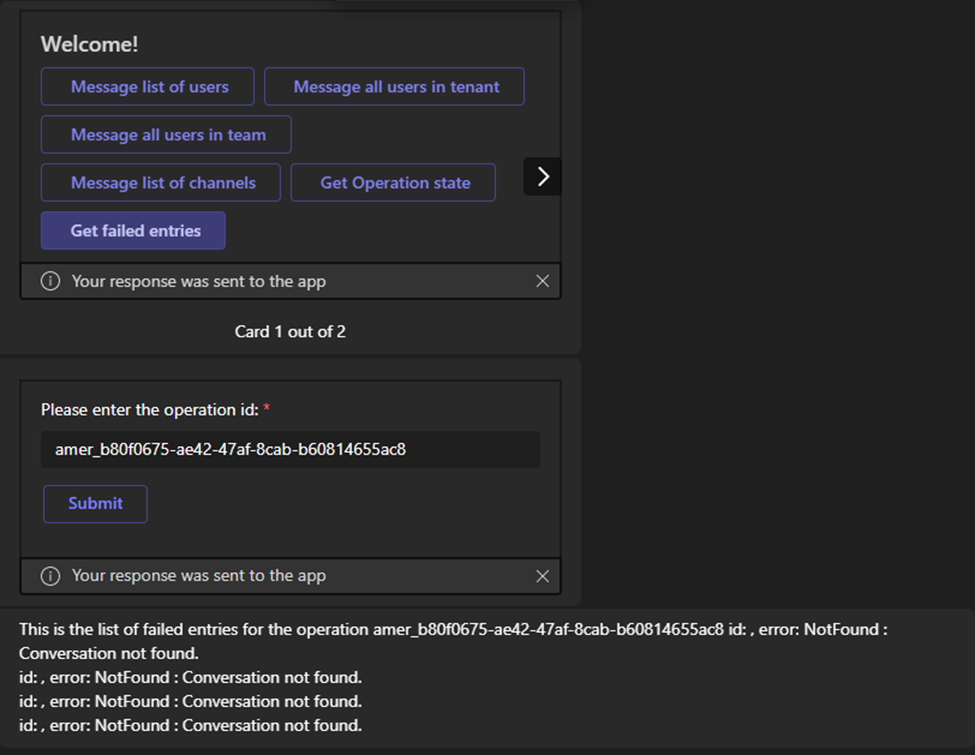 Welcome!
Message list of users
Message all users in tenant
Message all users in team
Message list of channels
Get Operation state
Get failed entries
Your response was sent to the app
Card 1 out of 2
Please enter the operation id: *
amer_b80f0675-ae42-47af-8cab-b60814655ac8
Submit
Your response was sent to the app
This is the list of failed entries for the operation amer_b80f0675-ae42-47af-8cab-b60814655ac8 id: , error: NotFound :
Conversation not found.
id: , error: NotFound : Conversation not found.
id: , error: NotFound : Conversation not found.
id: , error: NotFound : Conversation not found.